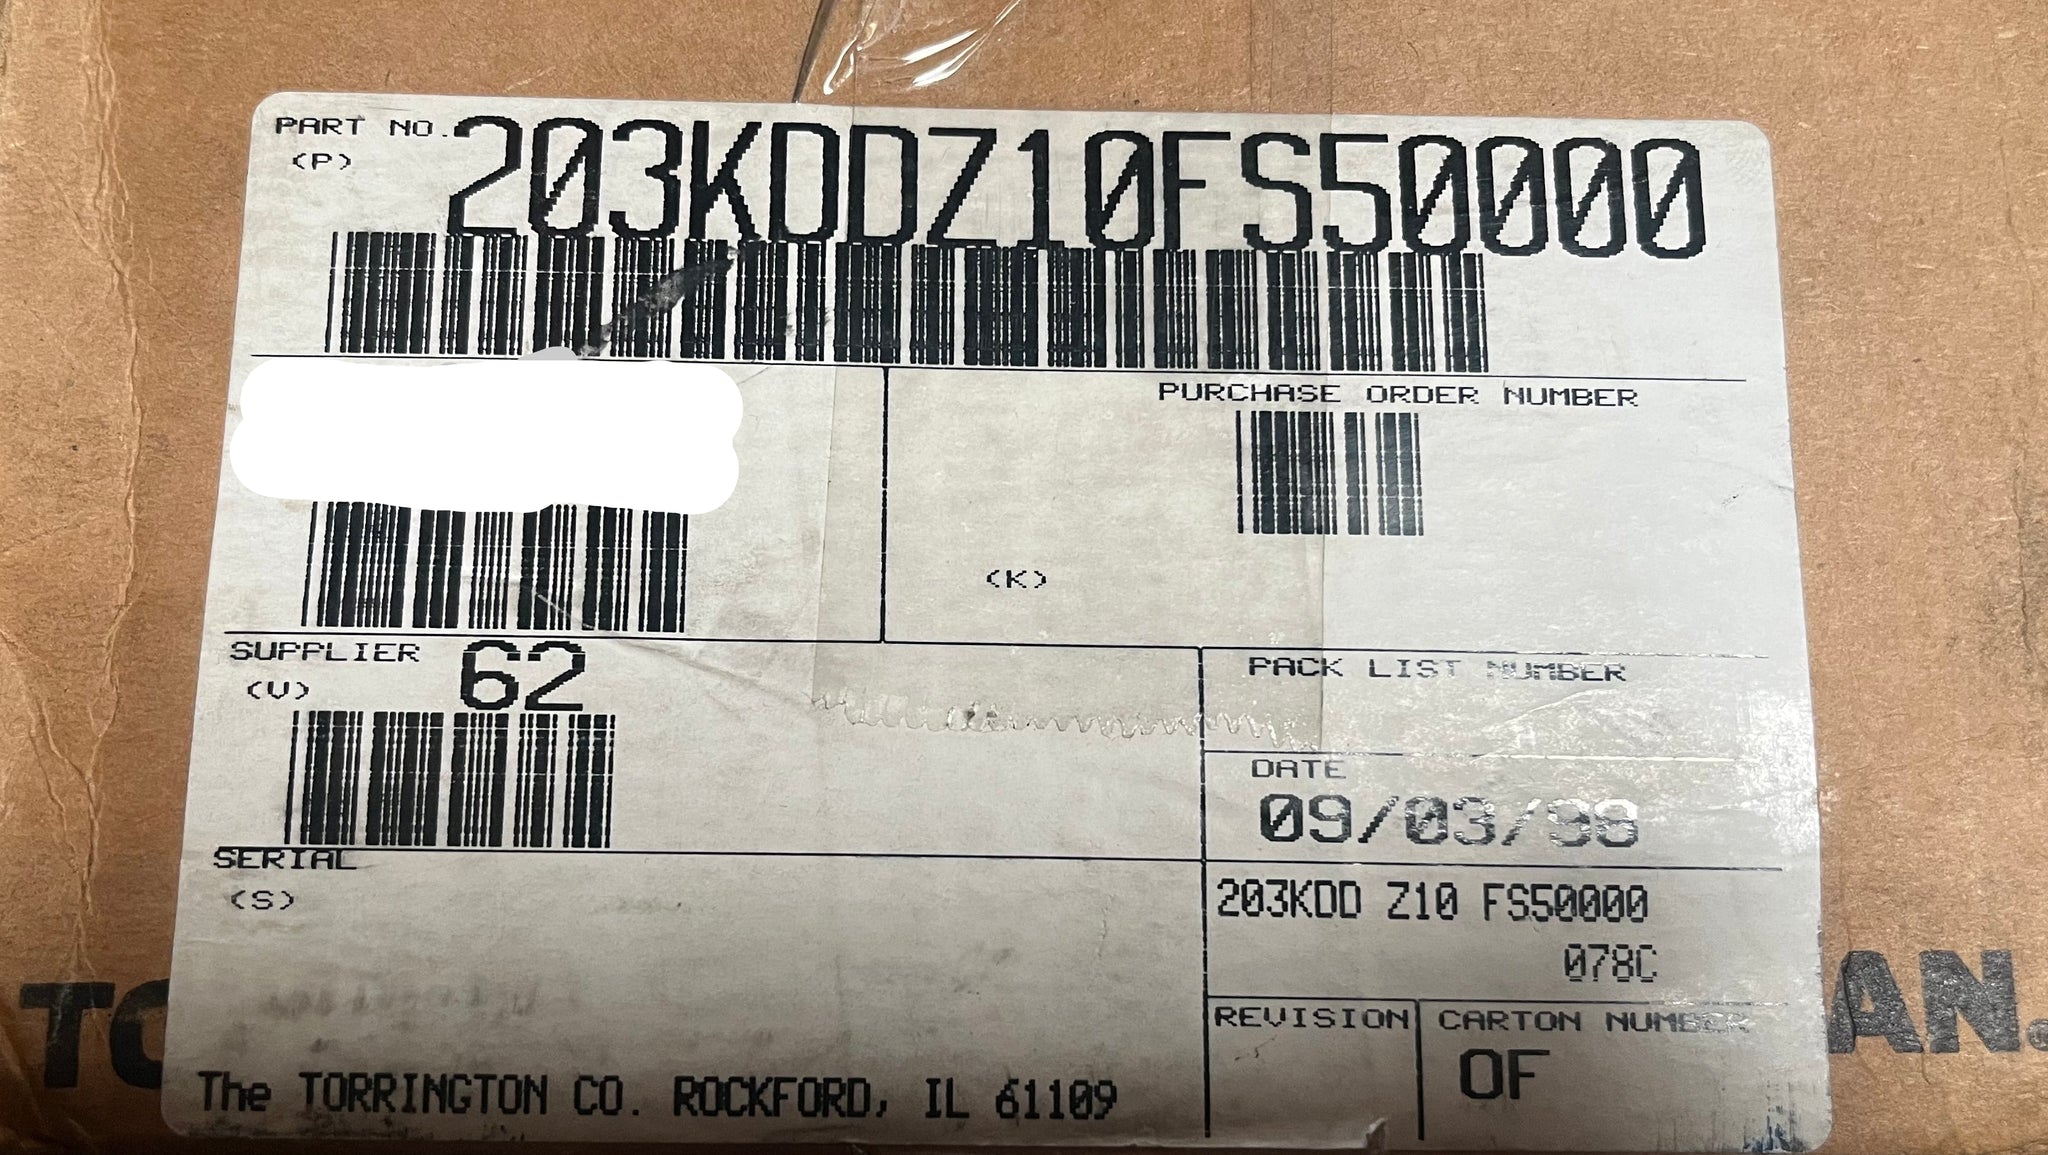 PART NO. 203KDDZ10FS50000
(P)
PURCHASE ORDER NUMBER
(K)
SUPPLIER 62
(V)
PACK LIST NUMBER
DATE
09/03/98
SERIAL
(S)
203KDD Z10 FS50000
078C
REVISION
CARTON NUMBER
OF
The TORRINGTON CO. ROCKFORD, IL 61109